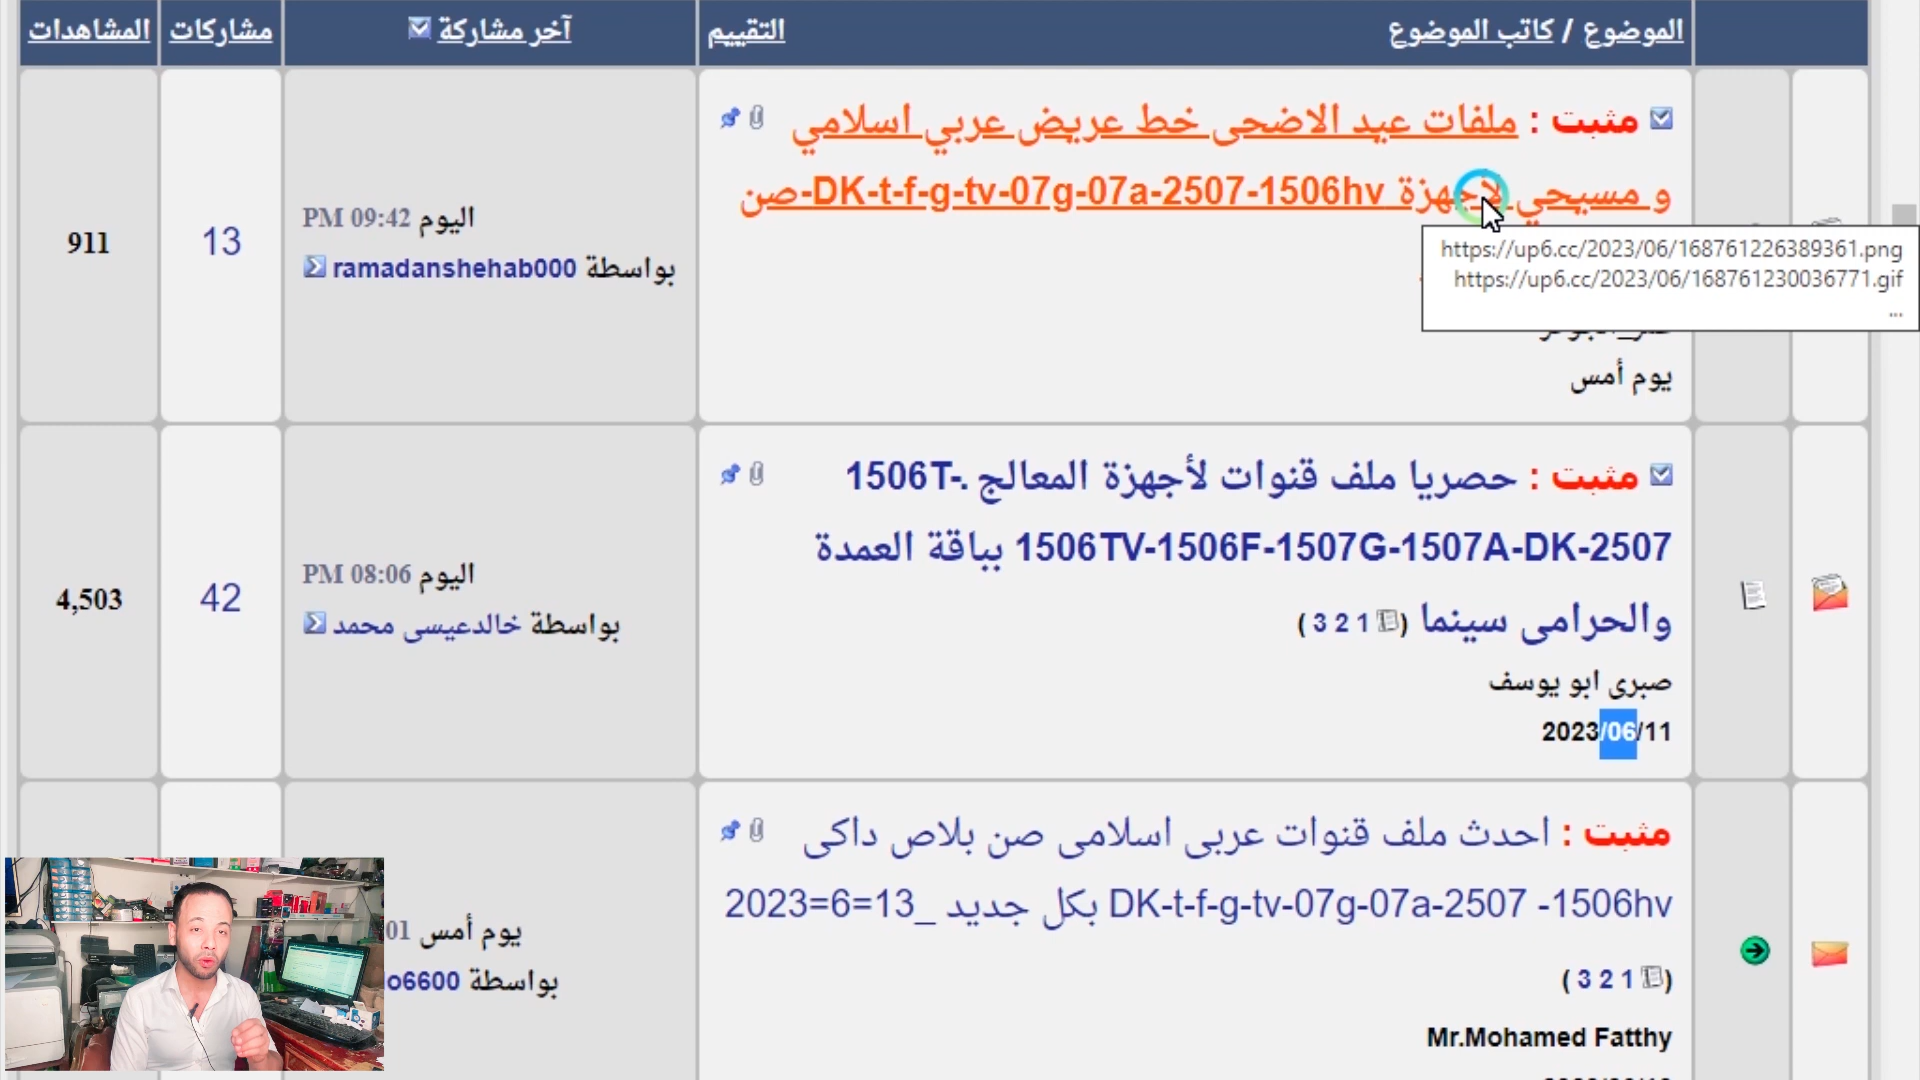 الموضوع / كاتب الموضوع
التقييم
آخر مشاركة
مشاركات
المشاهدات
مثبت : ملفات عيد الاضحى خط عريض عربي اسلامي
و مسيحي لاجهزة DK-t-f-g-tv-07g-07a-2507-1506hv-صن
https://up6.cc/2023/06/168761226389361.png
https://up6.cc/2023/06/168761230036771.gif
...
يوم أمس
اليوم 09:42 PM
بواسطة ramadanshehab000
13
911
مثبت : حصريا ملف قنوات لأجهزة المعالج .-1506T
1506TV-1506F-1507G-1507A-DK-2507 بباقة العمدة
والحرامى سينما (1 2 3)
صبرى ابو يوسف
2023/06/11
اليوم 08:06 PM
بواسطة خالدعيسى محمد
42
4,503
مثبت : احدث ملف قنوات عربى اسلامى صن بلاص داكى
DK-t-f-g-tv-07g-07a-2507 -1506hv بكل جديد _13=6=2023
(1 2 3)
Mr.Mohamed Fatthy
يوم أمس 01
بواسطة o6600